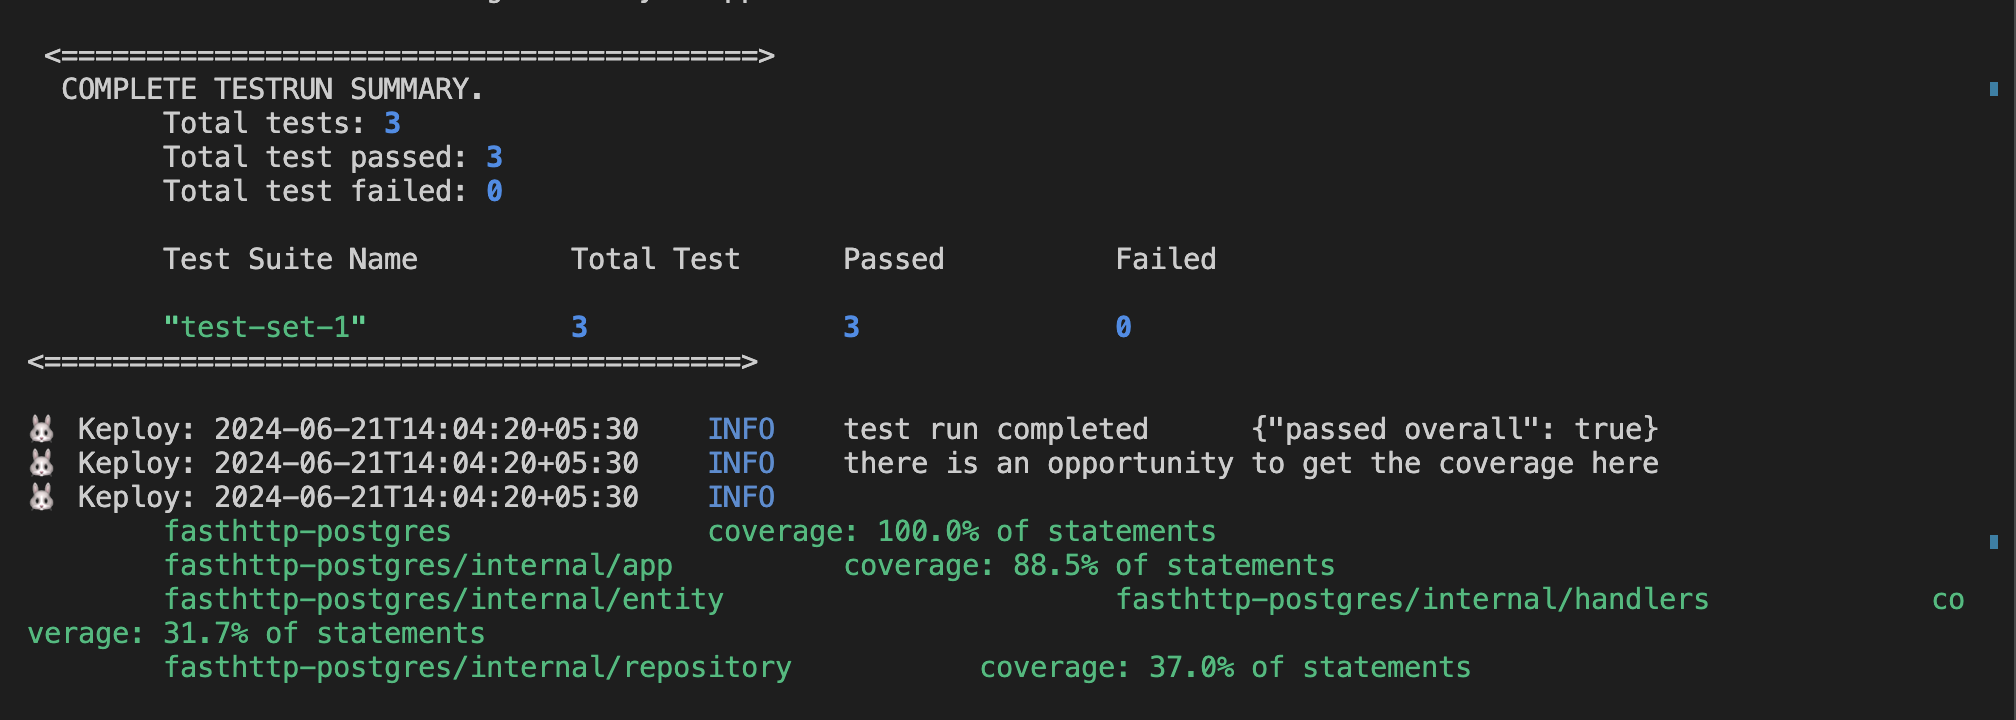 <=========================================>
COMPLETE TESTRUN SUMMARY.
Total tests: 3
Total test passed: 3
Total test failed: 0
Test Suite Name Total Test Passed Failed
"test-set-1" 3 3 0
<=========================================>
🐰 Keploy: 2024-06-21T14:04:20+05:30 INFO test run completed {"passed overall": true}
🐰 Keploy: 2024-06-21T14:04:20+05:30 INFO there is an opportunity to get the coverage here
🐰 Keploy: 2024-06-21T14:04:20+05:30 INFO
fasthttp-postgres coverage: 100.0% of statements
fasthttp-postgres/internal/app coverage: 88.5% of statements
fasthttp-postgres/internal/entity fasthttp-postgres/internal/handlers co
verage: 31.7% of statements
fasthttp-postgres/internal/repository coverage: 37.0% of statements